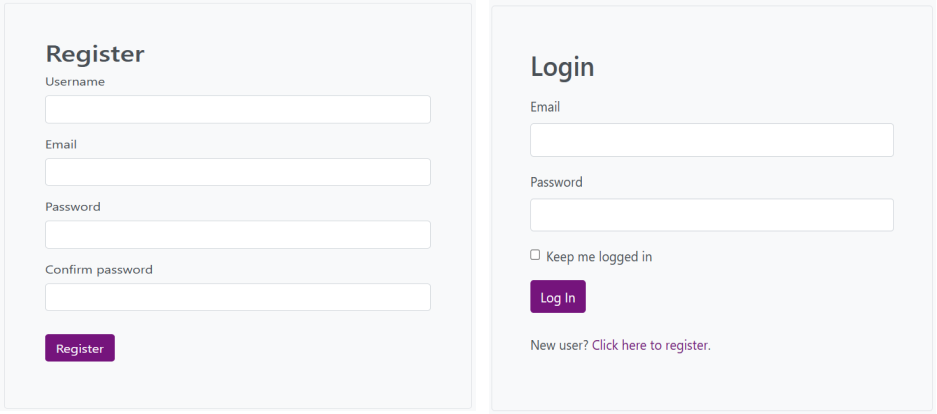 Register
Username
Email
Password
Confirm password
Register
Login
Email
Password
Keep me logged in
Log In
New user? Click here to register.